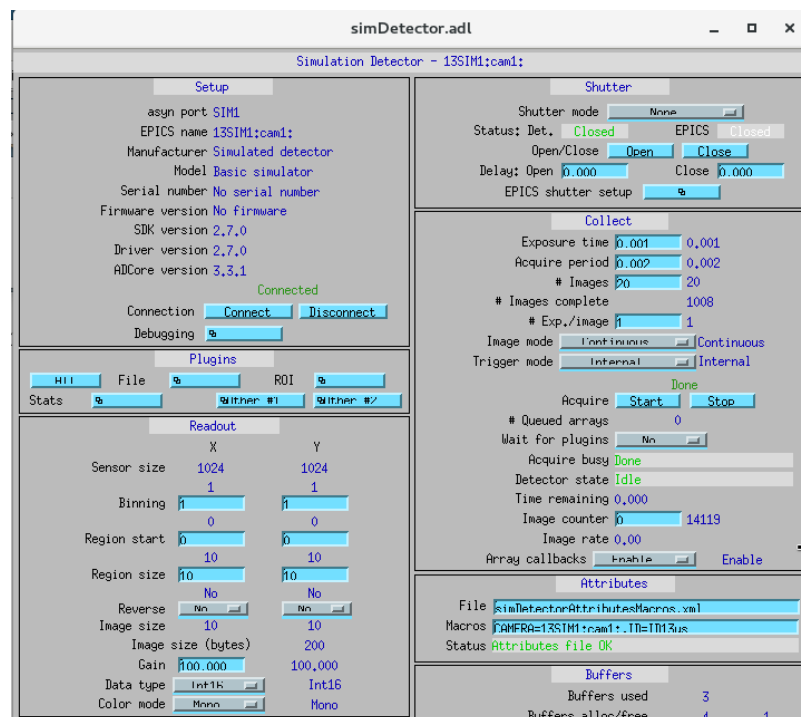 simDetector.adl
Simulation Detector - 13SIM1:cam1:
Setup
asyn port SIM1
EPICS name 13SIM1:cam1:
Manufacturer Simulated detector
Model Basic simulator
Serial number No serial number
Firmware version No firmware
SDK version 2.7.0
Driver version 2.7.0
ADCore version 3.3.1
Connected
Connection Connect Disconnect
Debugging
Plugins
All File ROI
Stats Other #1 Other #2
Readout
X Y
Sensor size 1024 1024
1 1
Binning 1 1
0 0
Region start 0 0
10 10
Region size 10 10
No No
Reverse No No
Image size 10 10
Image size (bytes) 200
Gain 100.000 100.000
Data type Int16 Int16
Color mode Mono Mono
Shutter
Shutter mode None
Status: Det. Closed EPICS Closed
Open/Close Open Close
Delay: Open 0.000 Close 0.000
EPICS shutter setup
Collect
Exposure time 0.001 0.001
Acquire period 0.002 0.002
# Images 20 20
# Images complete 1008
# Exp./image 1 1
Image mode Continuous Continuous
Trigger mode Internal Internal
Done
Acquire Start Stop
# Queued arrays 0
Wait for plugins No
Acquire busy Done
Detector state Idle
Time remaining 0.000
Image counter 0 14119
Image rate 0.00
Array callbacks Enable Enable
Attributes
File simDetectorAttributesMacros.xml
Macros CAMERA=13SIM1:cam1:,ID=ID13us
Status Attributes file OK
Buffers
Buffers used 3
Buffers alloc/free 4 1